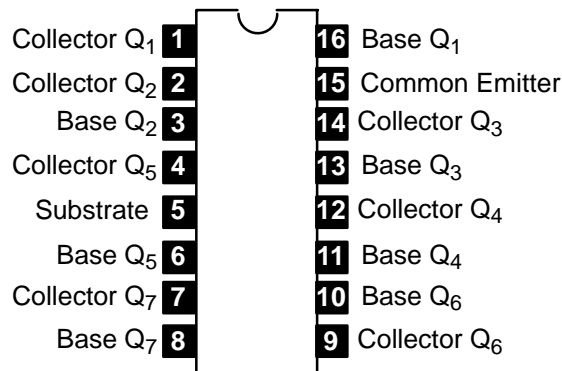 Collector Q1 1 16 Base Q1
Collector Q2 2 15 Common Emitter
Base Q2 3 14 Collector Q3
Collector Q5 4 13 Base Q3
Substrate 5 12 Collector Q4
Base Q5 6 11 Base Q4
Collector Q7 7 10 Base Q6
Base Q7 8 9 Collector Q6